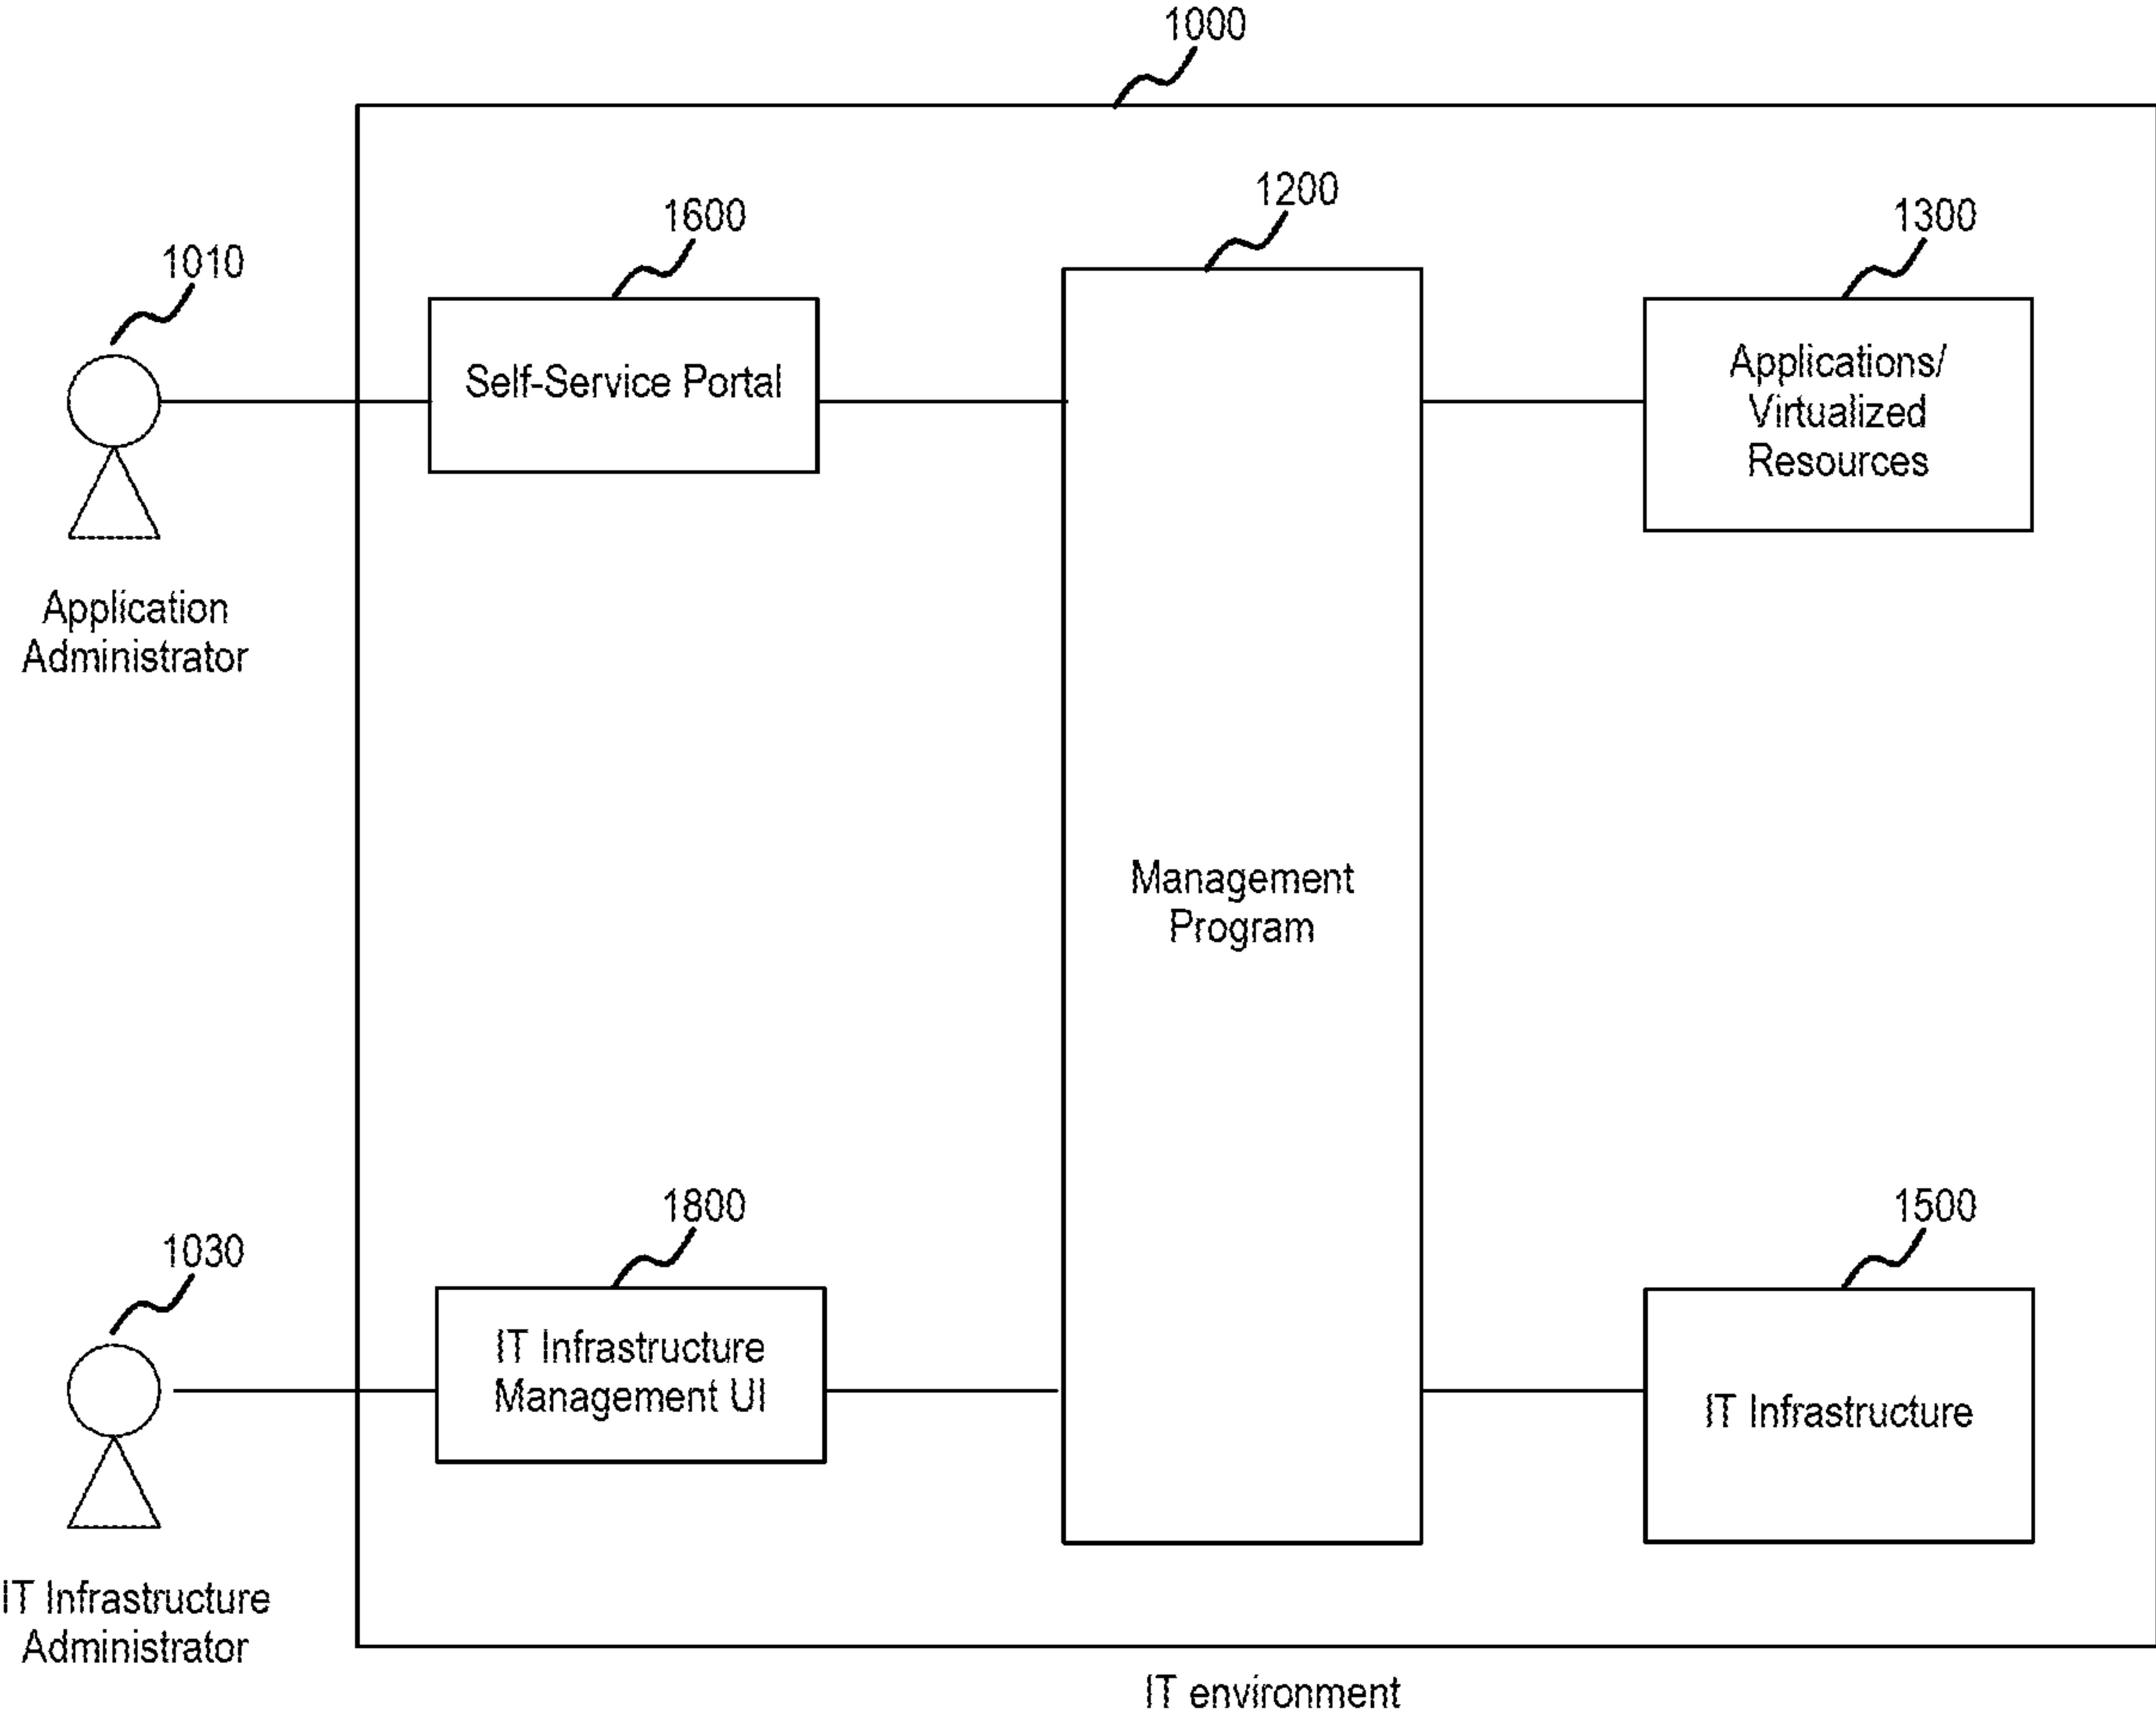 1000
1200
1600
1300
1010
Self-Service Portal
Applications/
Virtualized
Resources
Application
Administrator
Management
Program
1800
1500
1030
IT Infrastructure
Management UI
IT Infrastructure
IT Infrastructure
Administrator
IT environment